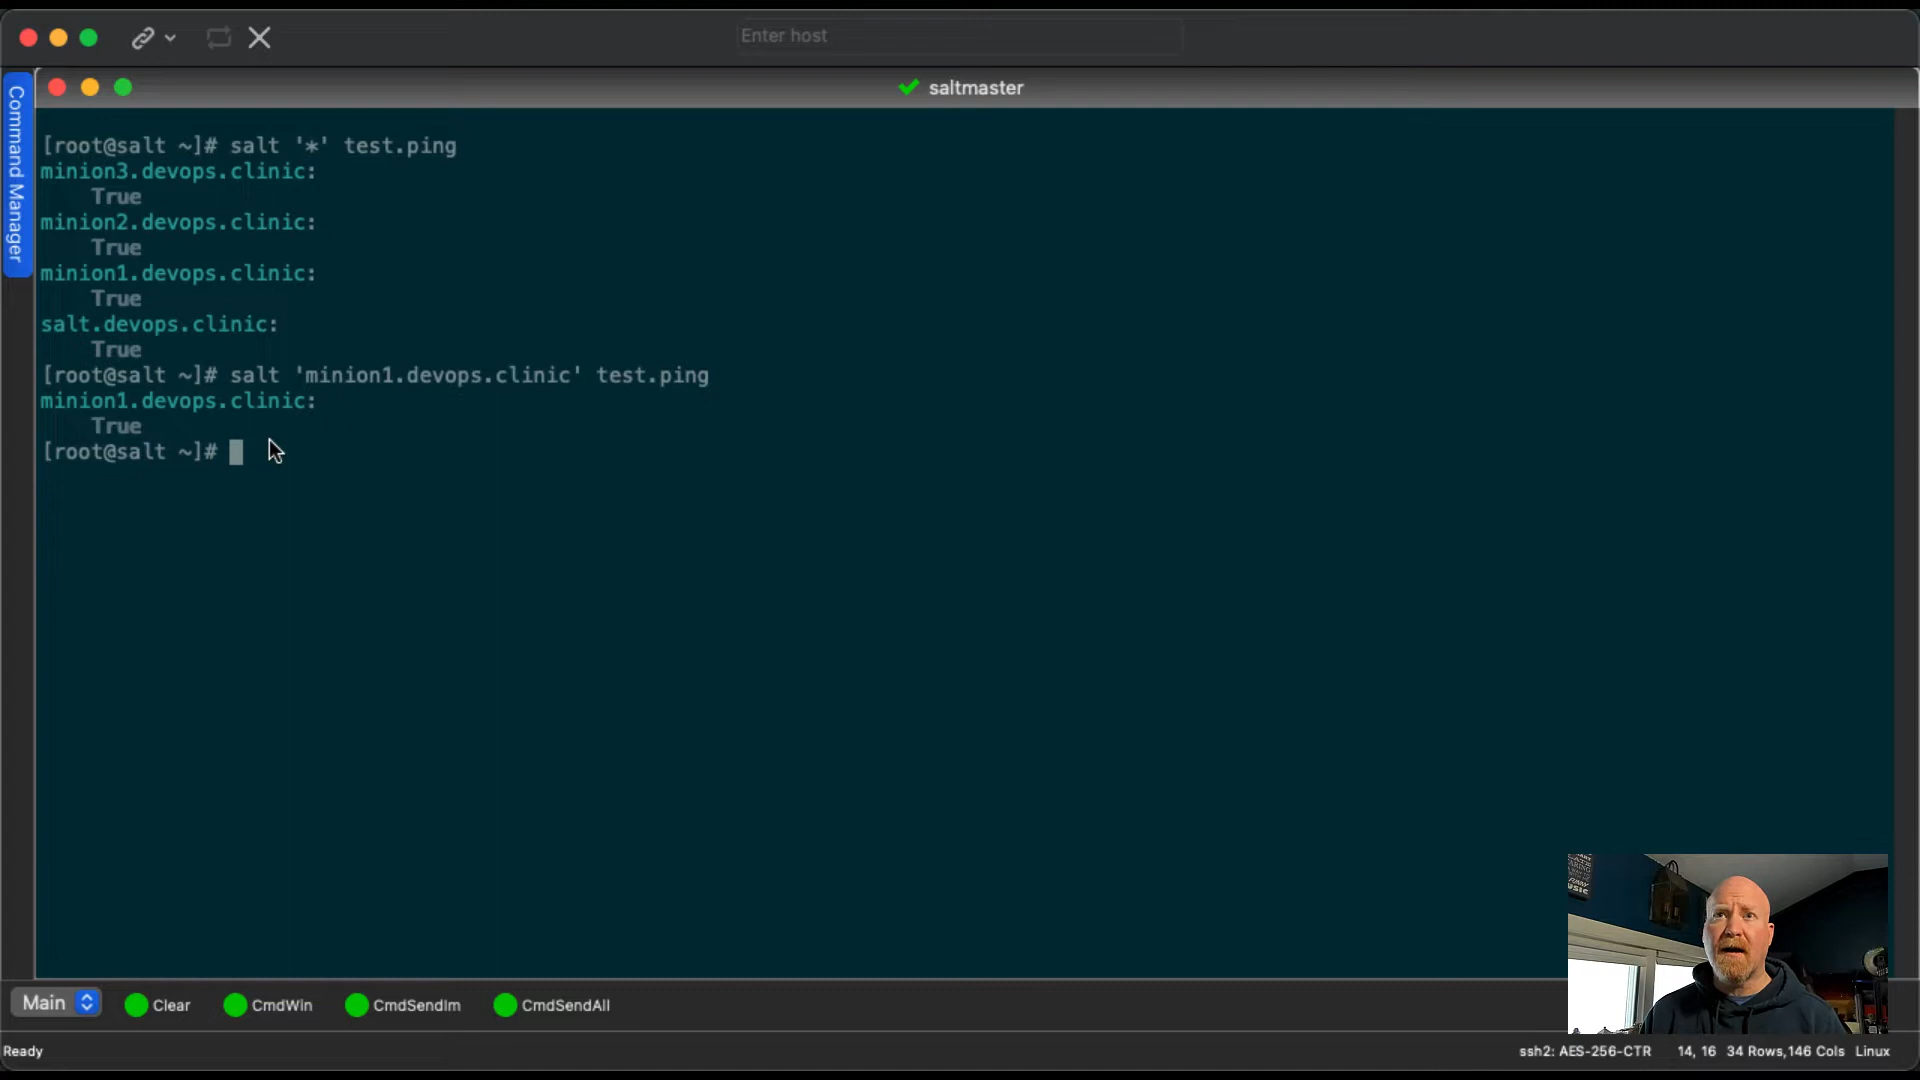 Enter host
Command Manager
saltmaster
[root@salt ~]# salt '*' test.ping
minion3.devops.clinic:
True
minion2.devops.clinic:
True
minion1.devops.clinic:
True
salt.devops.clinic:
True
[root@salt ~]# salt 'minion1.devops.clinic' test.ping
minion1.devops.clinic:
True
[root@salt ~]#
MUSIC
Main Clear CmdWin CmdSendIm CmdSendAll
Ready ssh2: AES-256-CTR 14, 16 34 Rows,146 Cols Linux